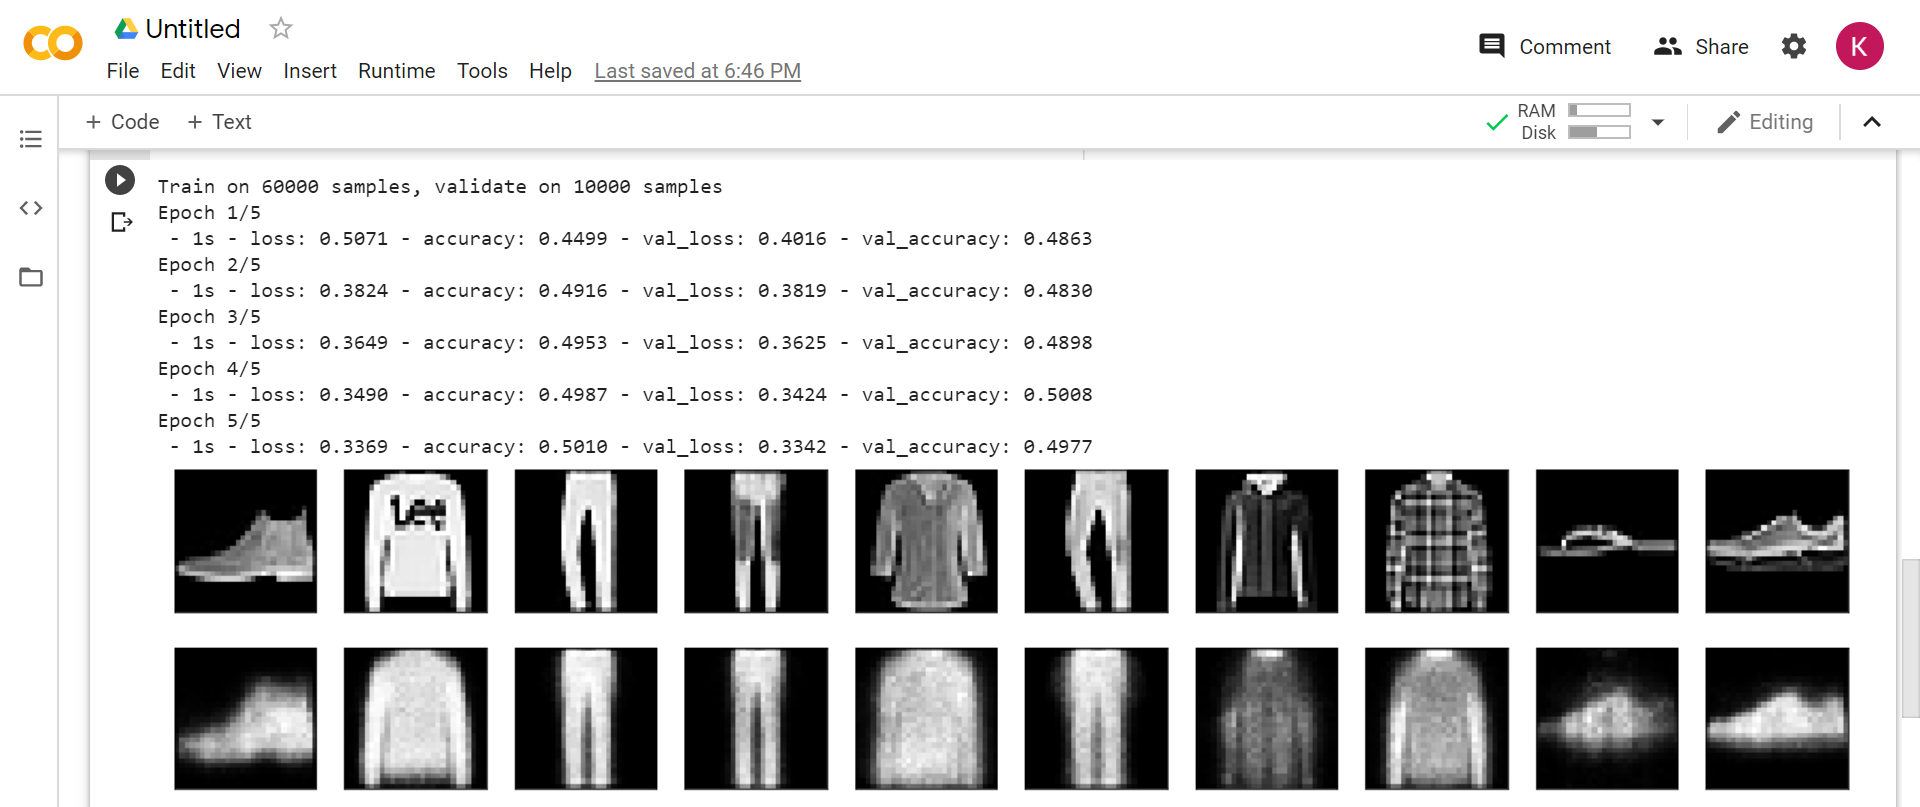 Untitled
File Edit View Insert Runtime Tools Help Last saved at 6:46 PM
Comment Share K
+ Code + Text
RAM
Disk
Editing
Train on 60000 samples, validate on 10000 samples
Epoch 1/5
- 1s - loss: 0.5071 - accuracy: 0.4499 - val_loss: 0.4016 - val_accuracy: 0.4863
Epoch 2/5
- 1s - loss: 0.3824 - accuracy: 0.4916 - val_loss: 0.3819 - val_accuracy: 0.4830
Epoch 3/5
- 1s - loss: 0.3649 - accuracy: 0.4953 - val_loss: 0.3625 - val_accuracy: 0.4898
Epoch 4/5
- 1s - loss: 0.3490 - accuracy: 0.4987 - val_loss: 0.3424 - val_accuracy: 0.5008
Epoch 5/5
- 1s - loss: 0.3369 - accuracy: 0.5010 - val_loss: 0.3342 - val_accuracy: 0.4977
Lee